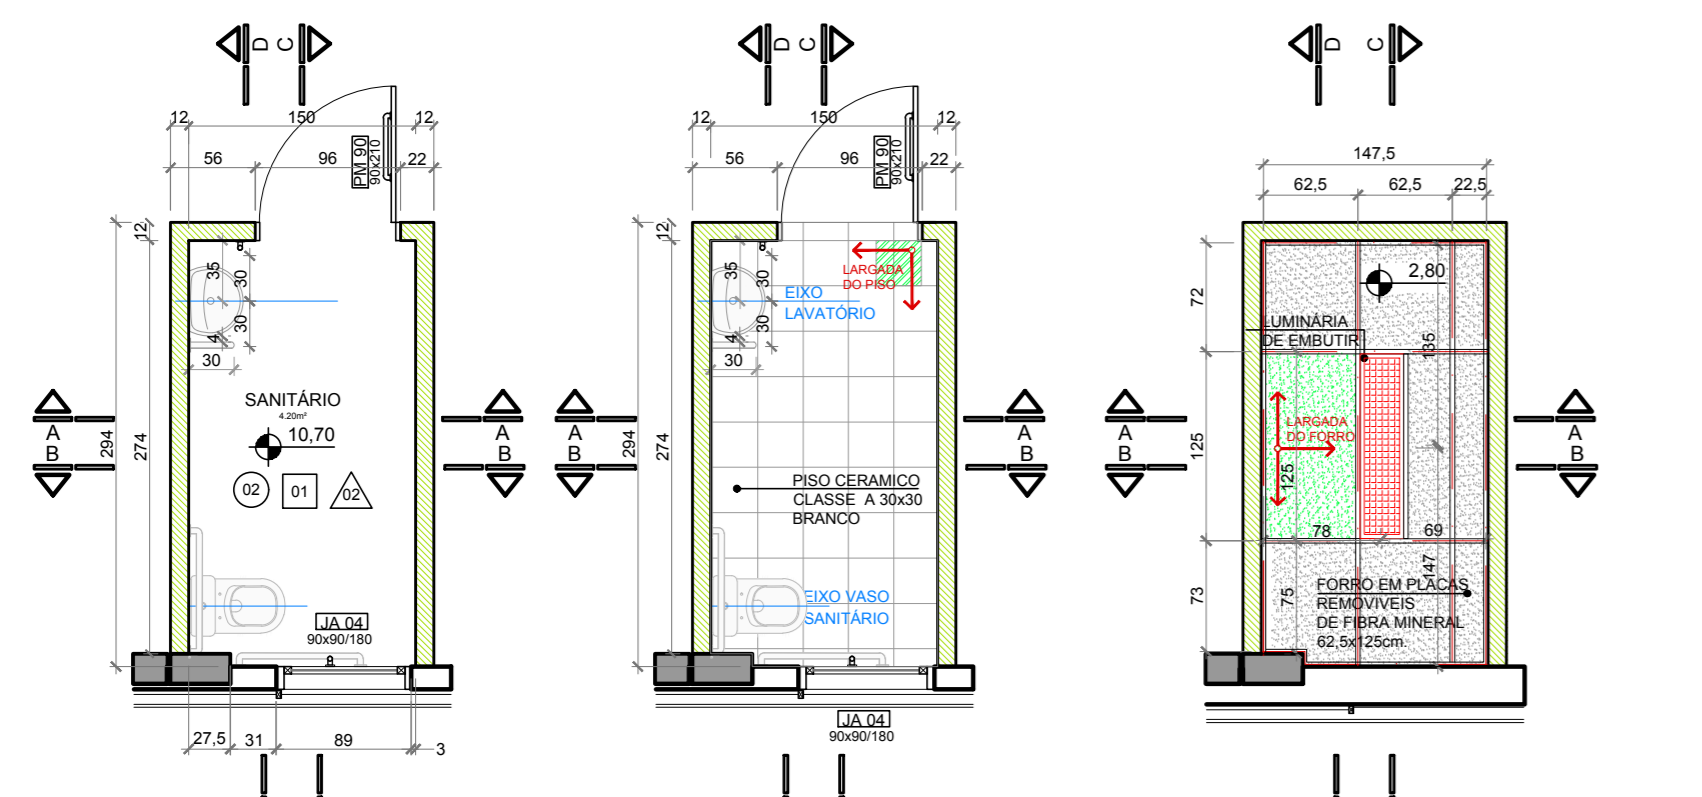 D C
12 150 12
56 96 22
PM 90
90x210
12
35
30
30
4
30
SANITÁRIO
4.20m²
10,70
02 01 02
A
B
A
B
294
274
JA 04
90x90/180
27,5 31 89 3
D C
12 150 12
56 96 22
PM 90
90x210
12
35
30
30
4
30
LARGADA
DO PISO
EIXO
LAVATÓRIO
A
B
A
B
294
274
PISO CERAMICO
CLASSE A 30x30
BRANCO
EIXO VASO
SANITÁRIO
JA 04
90x90/180
D C
147,5
62,5 62,5 22,5
72
2,80
LUMINÁRIA
DE EMBUTIR
135
A
B
A
B
125
LARGADA
DO FORRO
125
78 69
147
73
75
FORRO EM PLACAS
REMOVIVEIS
DE FIBRA MINERAL
62,5x125cm.